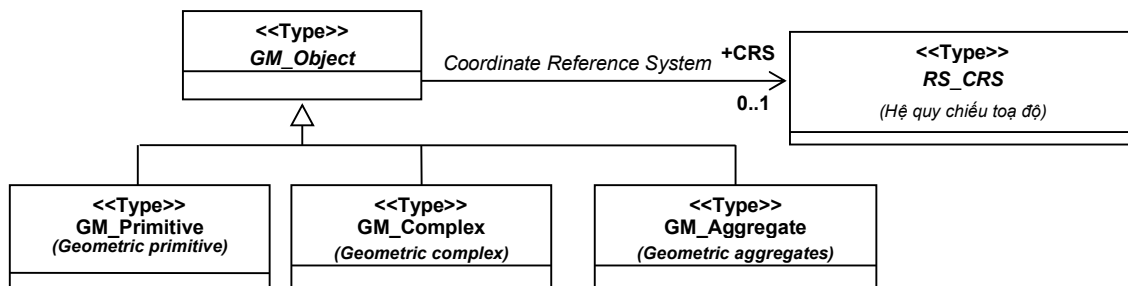 <<Type>>
GM_Object
Coordinate Reference System
+CRS
0..1
<<Type>>
RS_CRS
(Hệ quy chiếu toạ độ)
<<Type>>
GM_Primitive
(Geometric primitive)
<<Type>>
GM_Complex
(Geometric complex)
<<Type>>
GM_Aggregate
(Geometric aggregates)